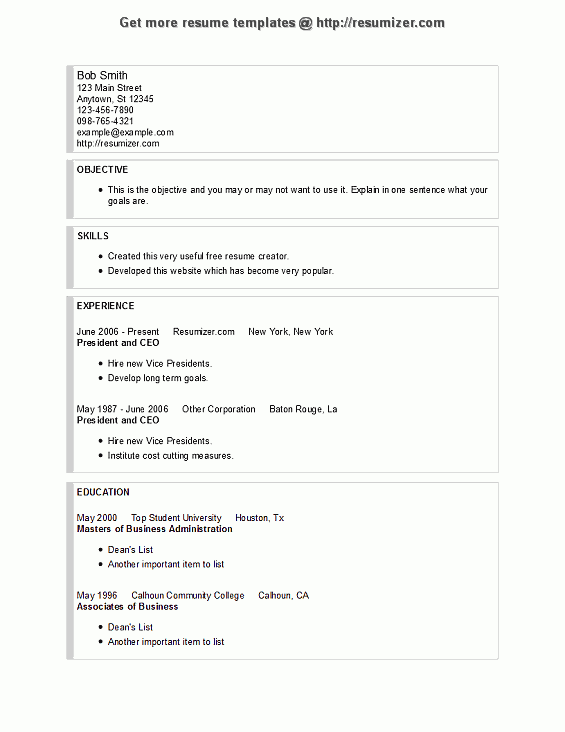 Get more resume templates @ http://resumizer.com
Bob Smith
123 Main Street
Anytown, St 12345
123-456-7890
098-765-4321
example@example.com
http://resumizer.com
OBJECTIVE
• This is the objective and you may or may not want to use it. Explain in one sentence what your
goals are.
SKILLS
• Created this very useful free resume creator.
• Developed this website which has become very popular.
EXPERIENCE
June 2006 - Present Resumizer.com New York, New York
President and CEO
• Hire new Vice Presidents.
• Develop long term goals.
May 1987 - June 2006 Other Corporation Baton Rouge, La
President and CEO
• Hire new Vice Presidents.
• Institute cost cutting measures.
EDUCATION
May 2000 Top Student University Houston, Tx
Masters of Business Administration
• Dean's List
• Another important item to list
May 1996 Calhoun Community College Calhoun, CA
Associates of Business
• Dean's List
• Another important item to list